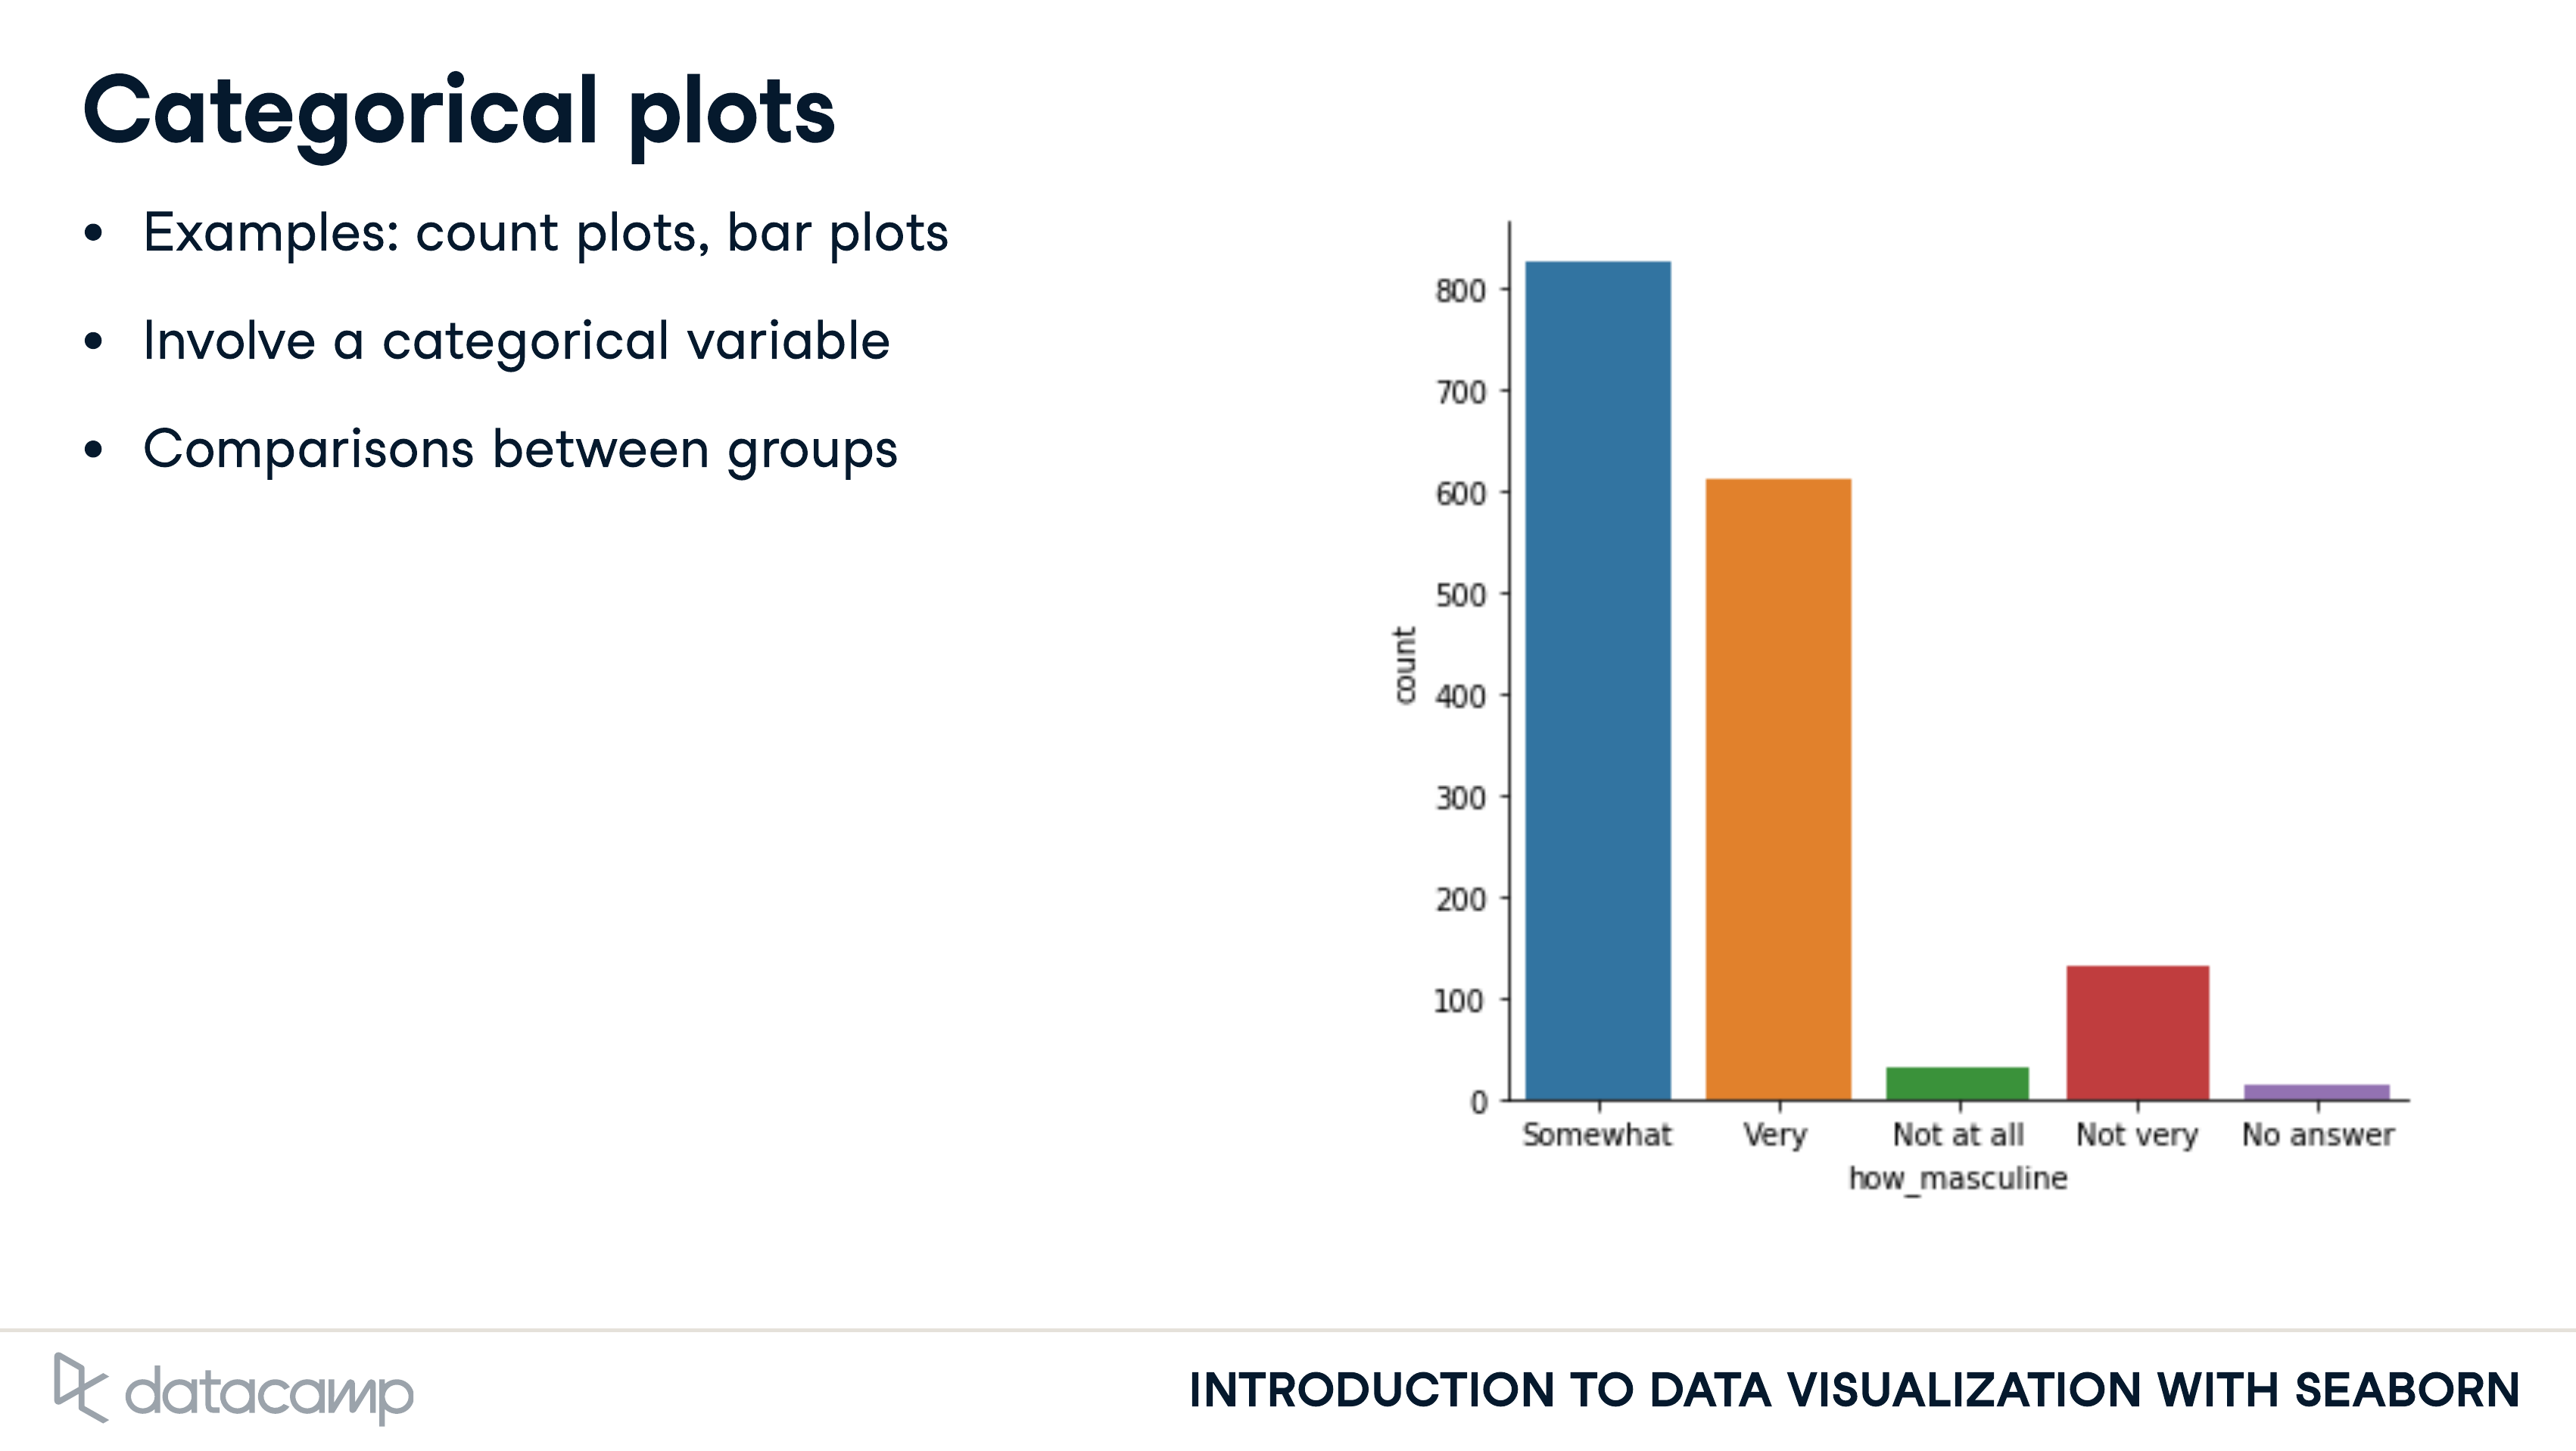 Categorical plots
• Examples: count plots, bar plots
• Involve a categorical variable
• Comparisons between groups
count
800
700
600
500
400
300
200
100
0
Somewhat Very Not at all Not very No answer
how_masculine
datacamp
INTRODUCTION TO DATA VISUALIZATION WITH SEABORN